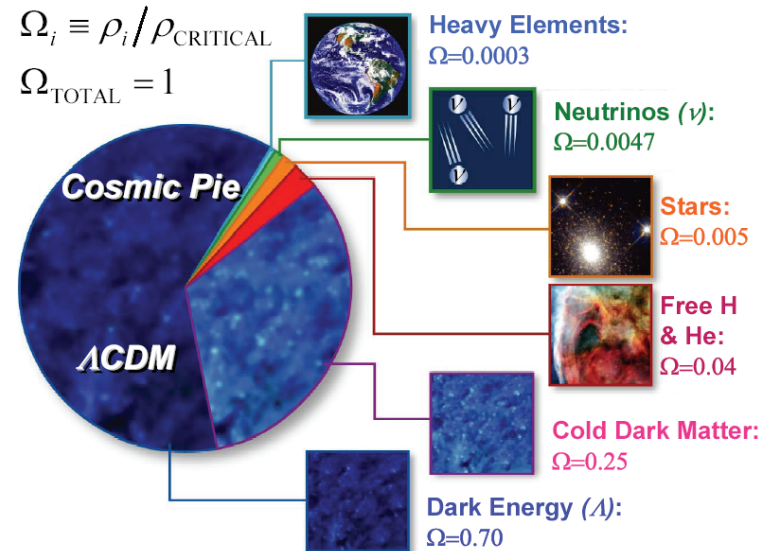 Ωᵢ ≡ ρᵢ/ρCRITICAL
ΩTOTAL = 1
Heavy Elements:
Ω=0.0003
ν ν
ν
Neutrinos (ν):
Ω=0.0047
Cosmic Pie
Stars:
Ω=0.005
Free H
& He:
Ω=0.04
ΛCDM
Cold Dark Matter:
Ω=0.25
Dark Energy (Λ):
Ω=0.70